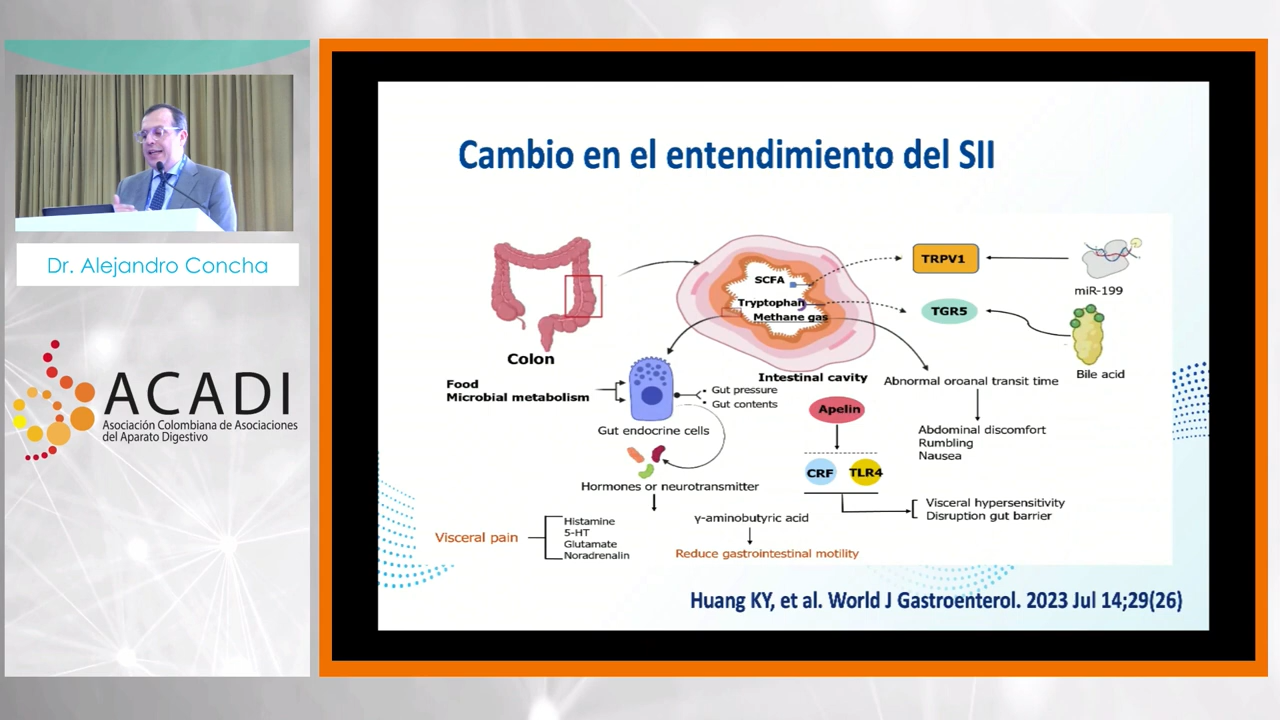 Dr. Alejandro Concha
ACADI
Asociación Colombiana de Asociaciones
del Aparato Digestivo
Cambio en el entendimiento del SII
Colon
SCFA
Tryptophan
Methane gas
Intestinal cavity
TRPV1
miR-199
TGR5
Bile acid
Food
Microbial metabolism
Gut pressure
Gut contents
Gut endocrine cells
Hormones or neurotransmitter
Visceral pain
Histamine
5-HT
Glutamate
Noradrenalin
γ-aminobutyric acid
Reduce gastrointestinal motility
Apelin
CRF
TLR4
Abnormal oroanal transit time
Abdominal discomfort
Rumbling
Nausea
Visceral hypersensitivity
Disruption gut barrier
Huang KY, et al. World J Gastroenterol. 2023 Jul 14;29(26)